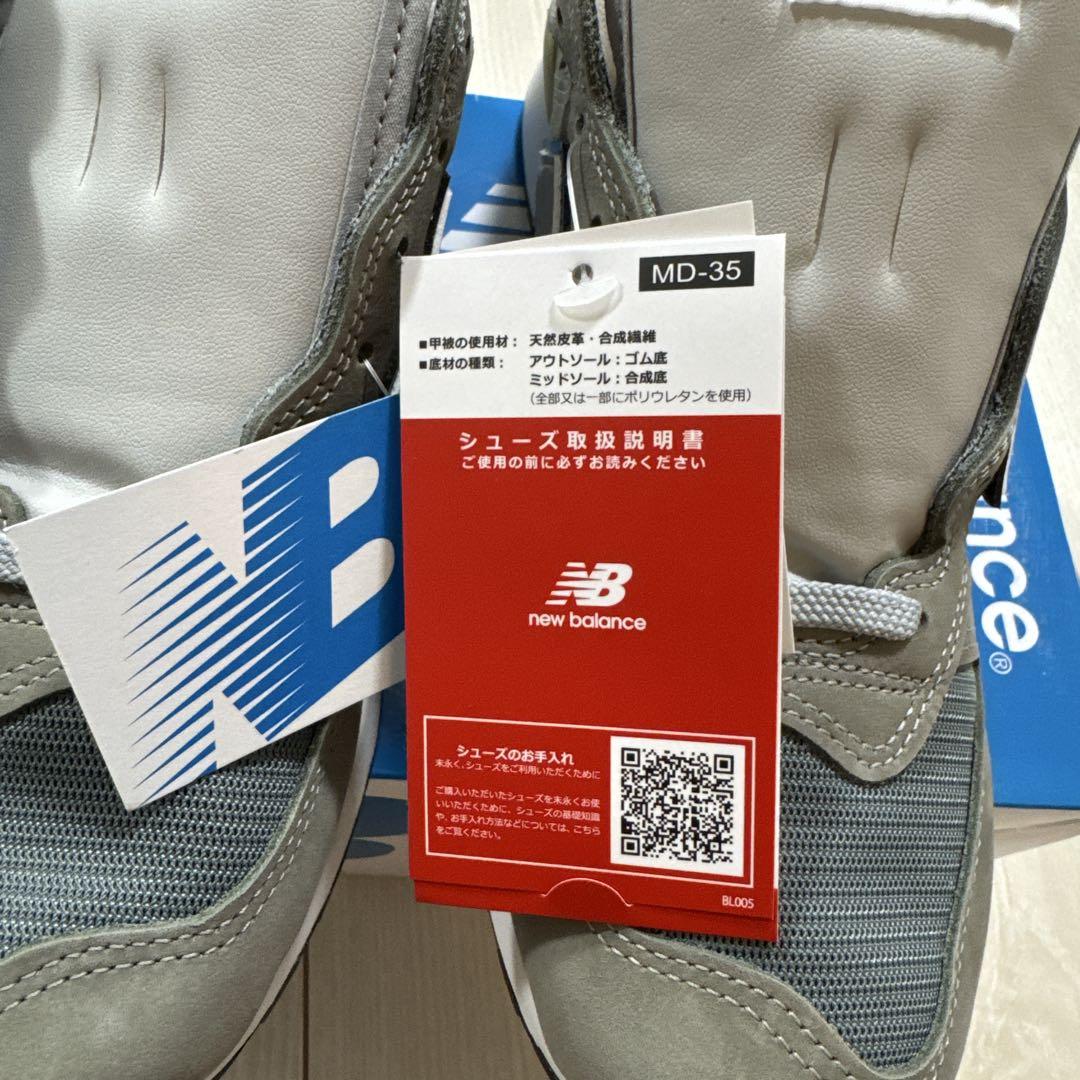 MD-35
■甲被の使用材： 天然皮革・合成繊維
■底材の種類： アウトソール：ゴム底
ミッドソール：合成底
（全部又は一部にポリウレタンを使用）
シューズ取扱説明書
ご使用の前に必ずお読みください
NB
new balance
シューズのお手入れ
末永く、シューズをご利用いただくために
ご購入いただいたシューズを末永くお使
いいただくために、シューズの基礎知識
や、お手入れ方法などについては、こちら
をご覧ください。
BL005
NB
nce®